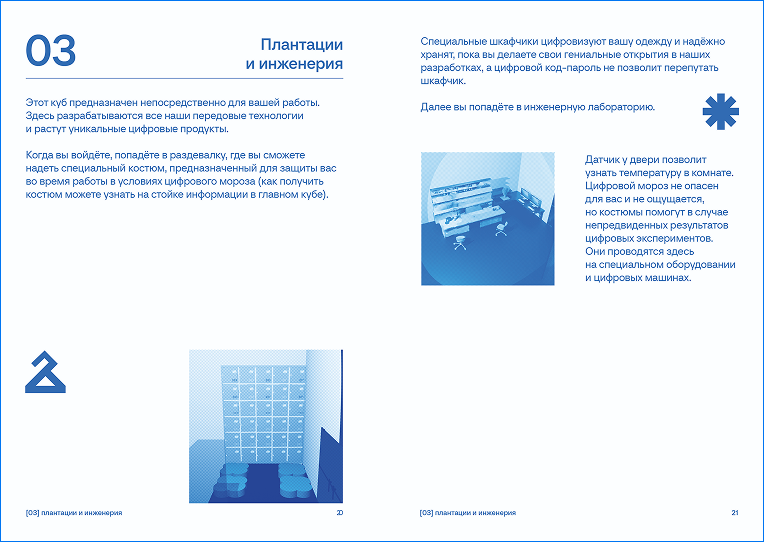 03
Плантации
и инженерия
Этот куб предназначен непосредственно для вашей работы.
Здесь разрабатываются все наши передовые технологии
и растут уникальные цифровые продукты.
Когда вы войдёте, попадёте в раздевалку, где вы сможете
надеть специальный костюм, предназначенный для защиты вас
во время работы в условиях цифрового мороза (как получить
костюм можете узнать на стойке информации в главном кубе).
[03] плантации и инженерия
20
Специальные шкафчики цифровизуют вашу одежду и надёжно
хранят, пока вы делаете свои гениальные открытия в наших
разработках, а цифровой код-пароль не позволит перепутать
шкафчик.
Далее вы попадёте в инженерную лабораторию.
Датчик у двери позволит
узнать температуру в комнате.
Цифровой мороз не опасен
для вас и не ощущается,
но костюмы помогут в случае
непредвиденных результатов
цифровых экспериментов.
Они проводятся здесь
на специальном оборудовании
и цифровых машинах.
[03] плантации и инженерия
21